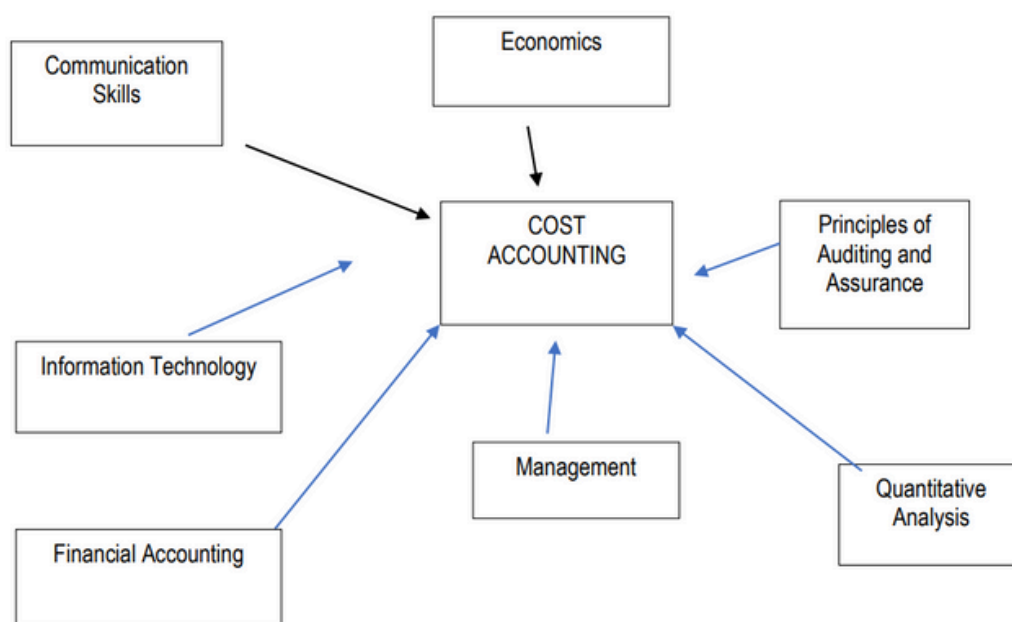 Economics
Communication
Skills
COST
ACCOUNTING
Principles of
Auditing and
Assurance
Information Technology
Management
Quantitative
Analysis
Financial Accounting